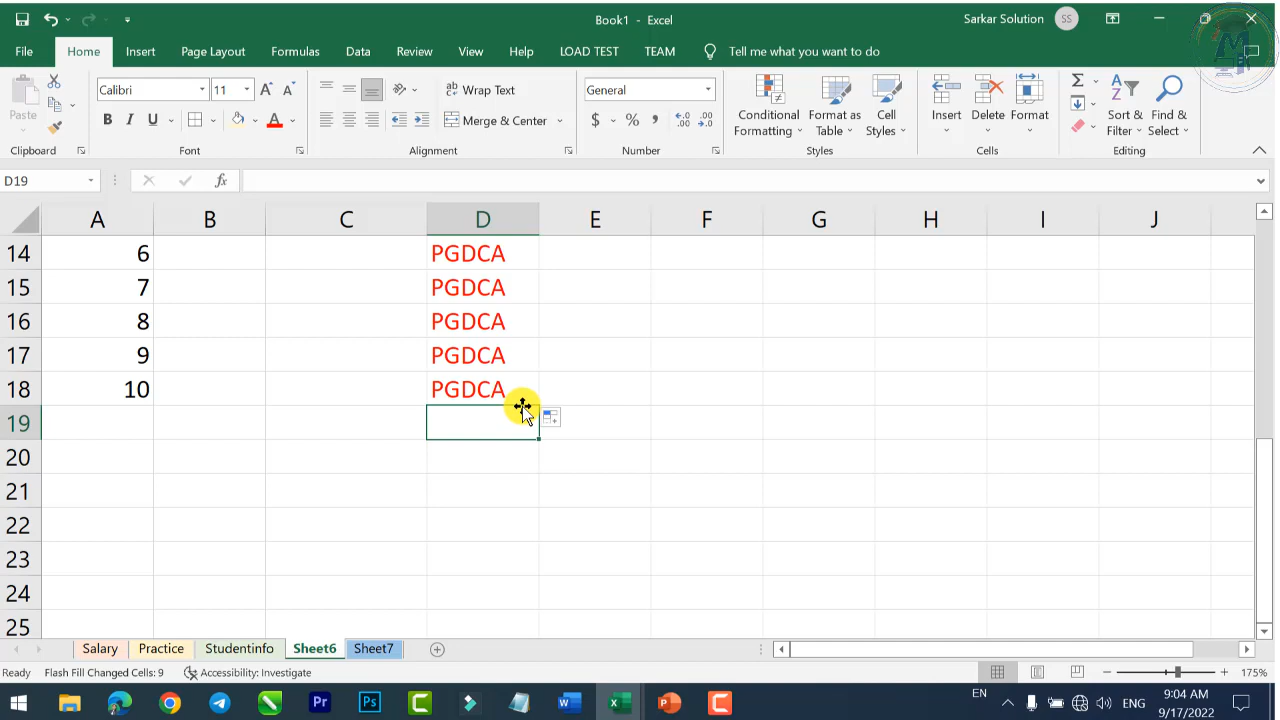 Book1 - Excel
Sarkar Solution SS
File Home Insert Page Layout Formulas Data Review View Help LOAD TEST TEAM Tell me what you want to do
Paste
Clipboard
Calibri 11
B I U A
Font
Wrap Text
Merge & Center
Alignment
General
$ % ,
Number
Conditional Formatting
Format as Table
Cell Styles
Styles
Insert Delete Format
Cells
Sort & Filter
Find & Select
Editing
D19 fx
A B C D E F G H I J
14 6 PGDCA
15 7 PGDCA
16 8 PGDCA
17 9 PGDCA
18 10 PGDCA
19
20
21
22
23
24
25
Salary Practice Studentinfo Sheet6 Sheet7
Ready Flash Fill Changed Cells: 9 Accessibility: Investigate 175%
EN ENG 9:04 AM
9/17/2022